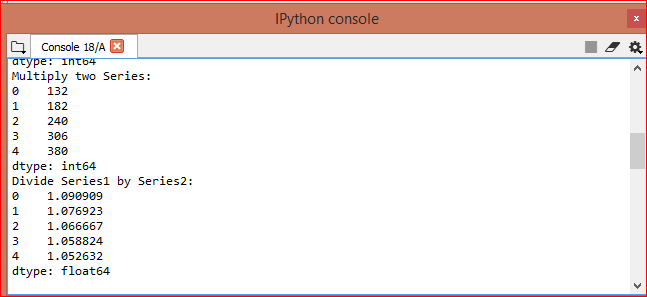 IPython console
Console 18/A
dtype: int64
Multiply two Series:
0    132
1    182
2    240
3    306
4    380
dtype: int64
Divide Series1 by Series2:
0    1.090909
1    1.076923
2    1.066667
3    1.058824
4    1.052632
dtype: float64